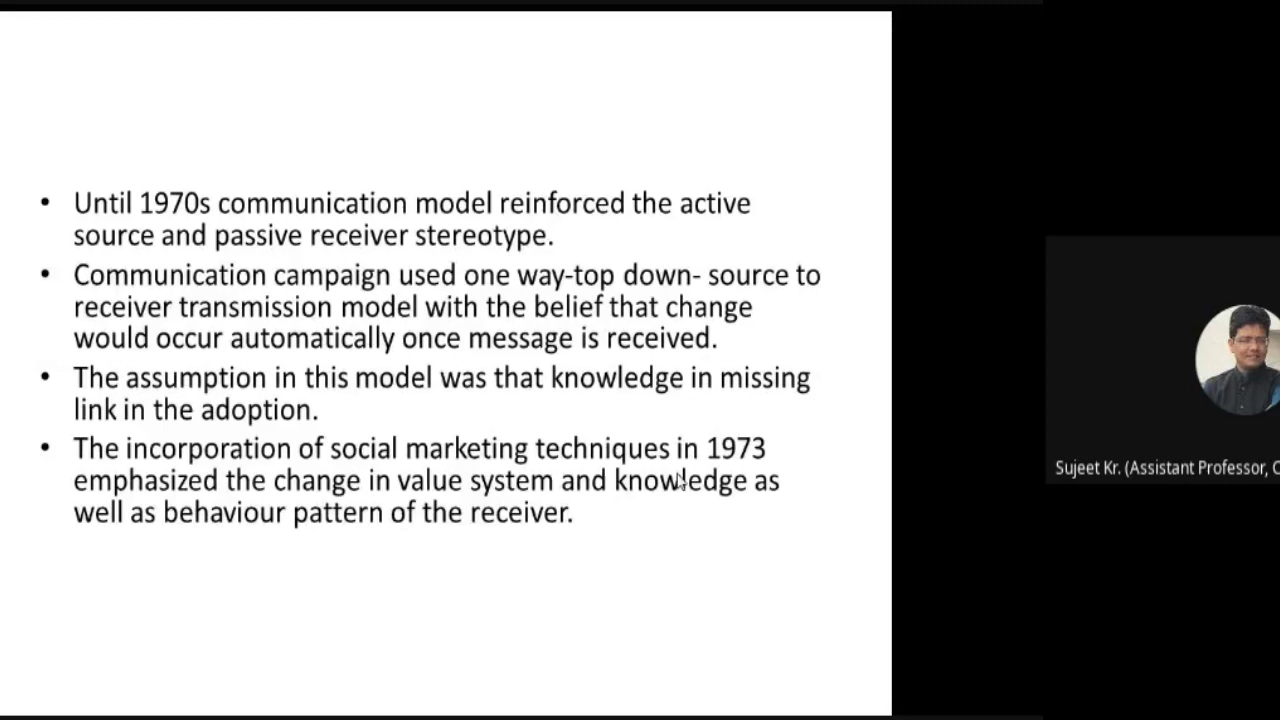 • Until 1970s communication model reinforced the active
source and passive receiver stereotype.
• Communication campaign used one way-top down- source to
receiver transmission model with the belief that change
would occur automatically once message is received.
• The assumption in this model was that knowledge in missing
link in the adoption.
• The incorporation of social marketing techniques in 1973
emphasized the change in value system and knowledge as
well as behaviour pattern of the receiver.
Sujeet Kr. (Assistant Professor,